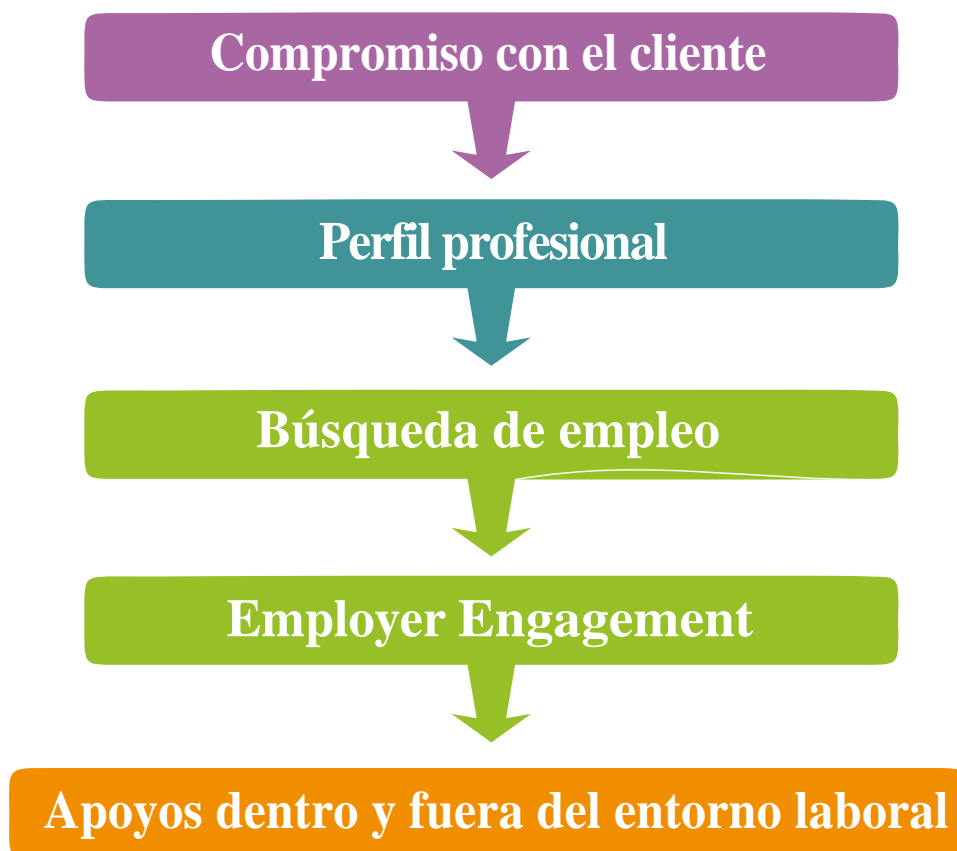 Compromiso con el cliente
Perfil profesional
Búsqueda de empleo
Employer Engagement
Apoyos dentro y fuera del entorno laboral